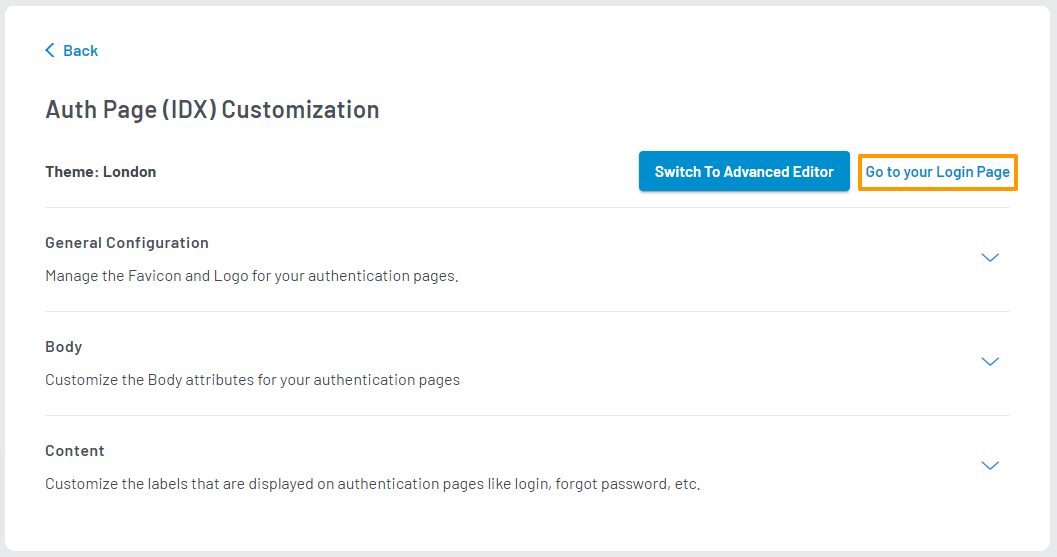 Back
Auth Page (IDX) Customization
Theme: London
Switch To Advanced Editor
Go to your Login Page
General Configuration
Manage the Favicon and Logo for your authentication pages.
Body
Customize the Body attributes for your authentication pages
Content
Customize the labels that are displayed on authentication pages like login, forgot password, etc.